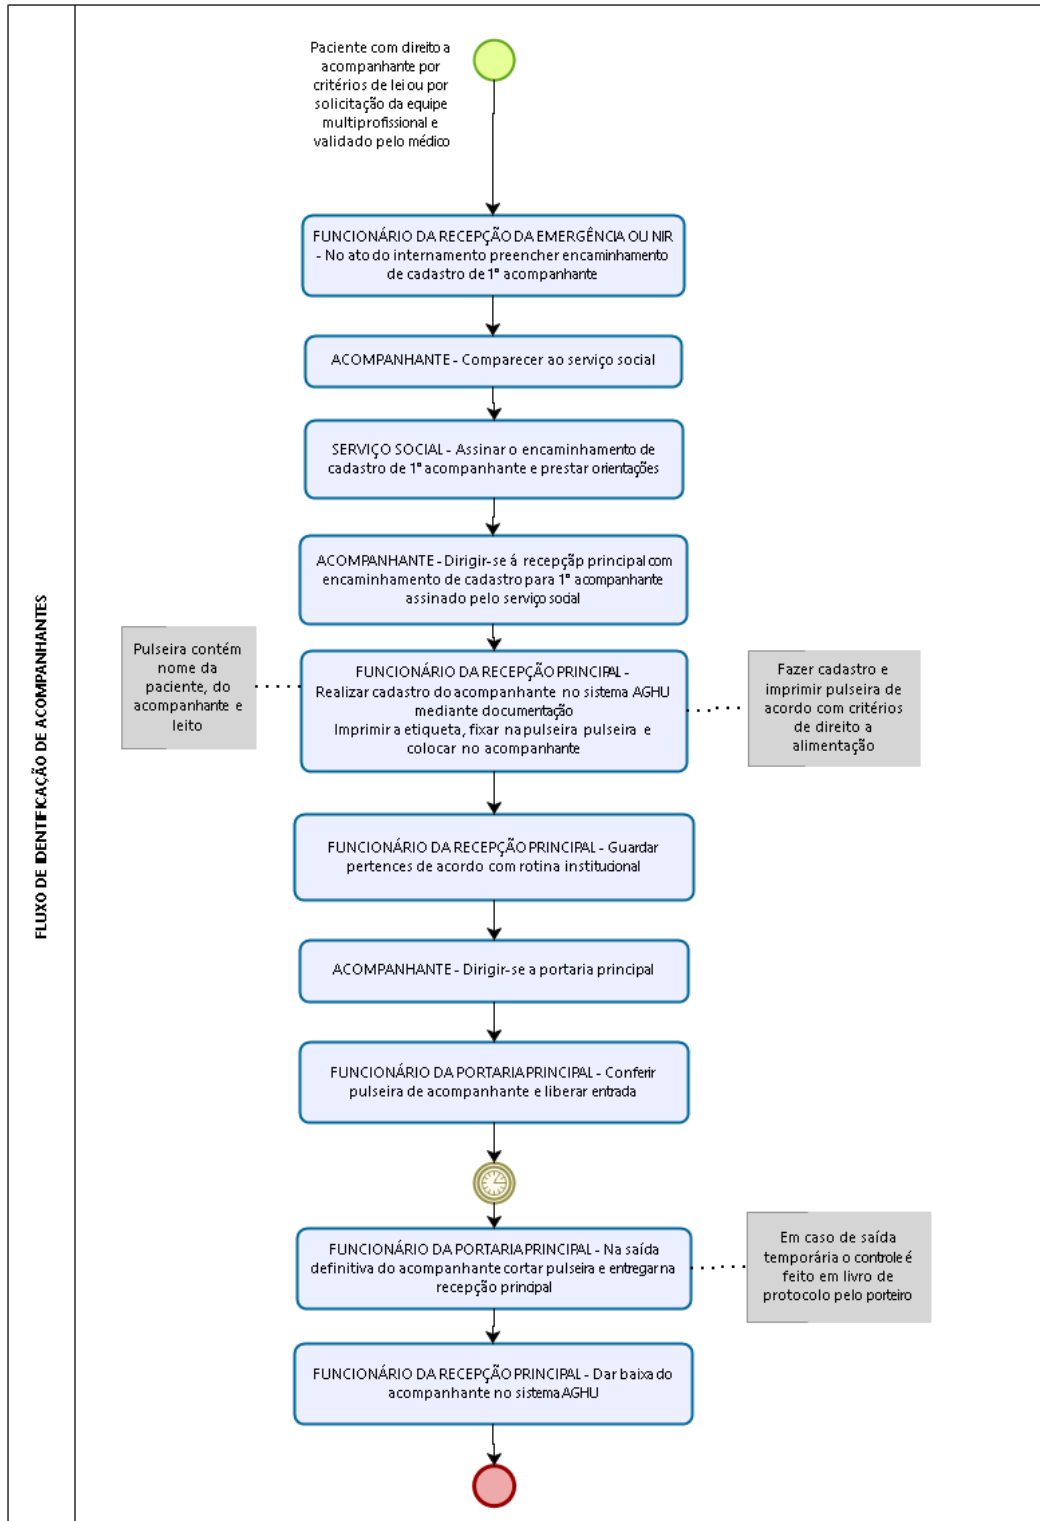 FLUXO DE IDENTIFICAÇÃO DE ACOMPANHANTES
Paciente com direito a
acompanhante por
critérios de lei ou por
solicitação da equipe
multiprofissional e
validado pelo médico
FUNCIONÁRIO DA RECEPÇÃO DA EMERGÊNCIA OU NIR
- No ato do internamento preencher encaminhamento
de cadastro de 1° acompanhante
ACOMPANHANTE - Comparecer ao serviço social
SERVIÇO SOCIAL - Assinar o encaminhamento de
cadastro de 1° acompanhante e prestar orientações
ACOMPANHANTE - Dirigir-se á recepção principal com
encaminhamento de cadastro para 1° acompanhante
assinado pelo serviço social
Pulseira contém
nome da
paciente, do
acompanhante e
leito
FUNCIONÁRIO DA RECEPÇÃO PRINCIPAL -
Realizar cadastro do acompanhante no sistema AGHU
mediante documentação
Imprimir a etiqueta, fixar na pulseira pulseira e
colocar no acompanhante
Fazer cadastro e
imprimir pulseira de
acordo com critérios
de direito a
alimentação
FUNCIONÁRIO DA RECEPÇÃO PRINCIPAL - Guardar
pertences de acordo com rotina institucional
ACOMPANHANTE - Dirigir-se a portaria principal
FUNCIONÁRIO DA PORTARIA PRINCIPAL - Conferir
pulseira de acompanhante e liberar entrada
FUNCIONÁRIO DA PORTARIA PRINCIPAL - Na saída
definitiva do acompanhante cortar pulseira e entregar na
recepção principal
Em caso de saída
temporária o controle é
feito em livro de
protocolo pelo porteiro
FUNCIONÁRIO DA RECEPÇÃO PRINCIPAL - Dar baixa do
acompanhante no sistema AGHU